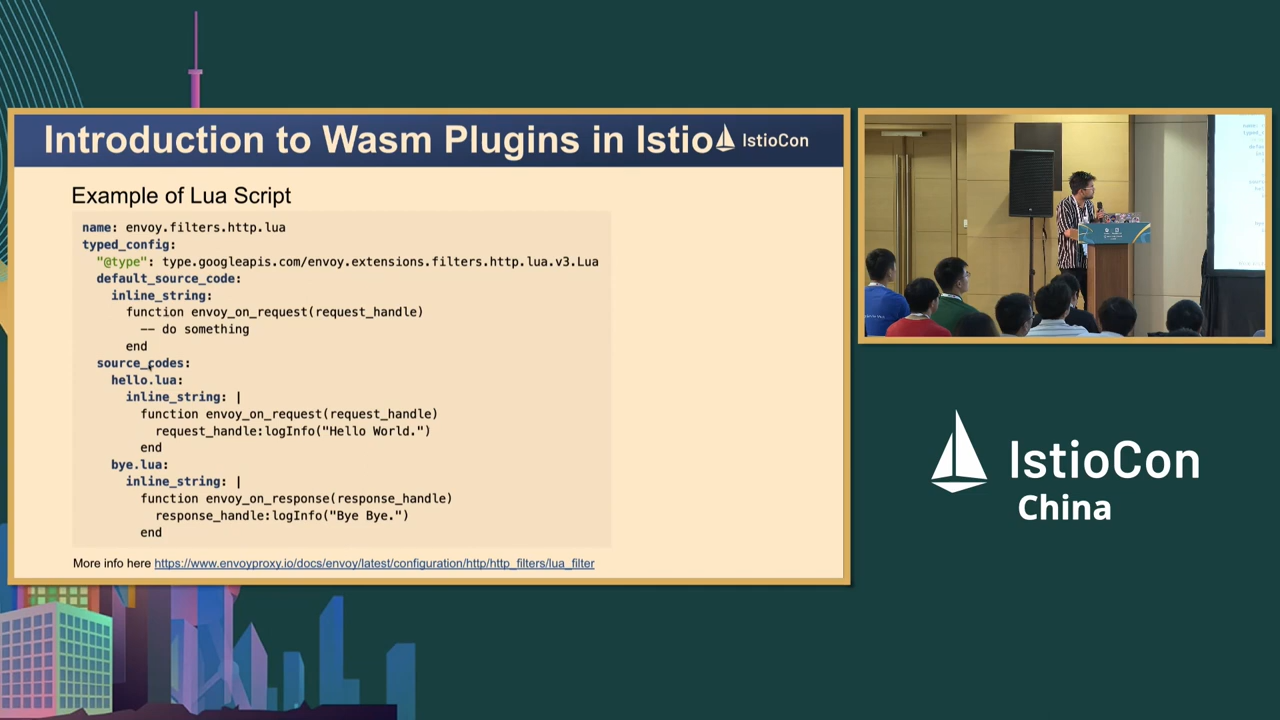 Introduction to Wasm Plugins in Istio
IstioCon
Example of Lua Script
name: envoy.filters.http.lua
typed_config:
"@type": type.googleapis.com/envoy.extensions.filters.http.lua.v3.Lua
default_source_code:
inline_string:
function envoy_on_request(request_handle)
-- do something
end
source_codes:
hello.lua:
inline_string: |
function envoy_on_request(request_handle)
request_handle:logInfo("Hello World.")
end
bye.lua:
inline_string: |
function envoy_on_response(response_handle)
response_handle:logInfo("Bye Bye.")
end
More info here https://www.envoyproxy.io/docs/envoy/latest/configuration/http/http_filters/lua_filter
IstioCon
China